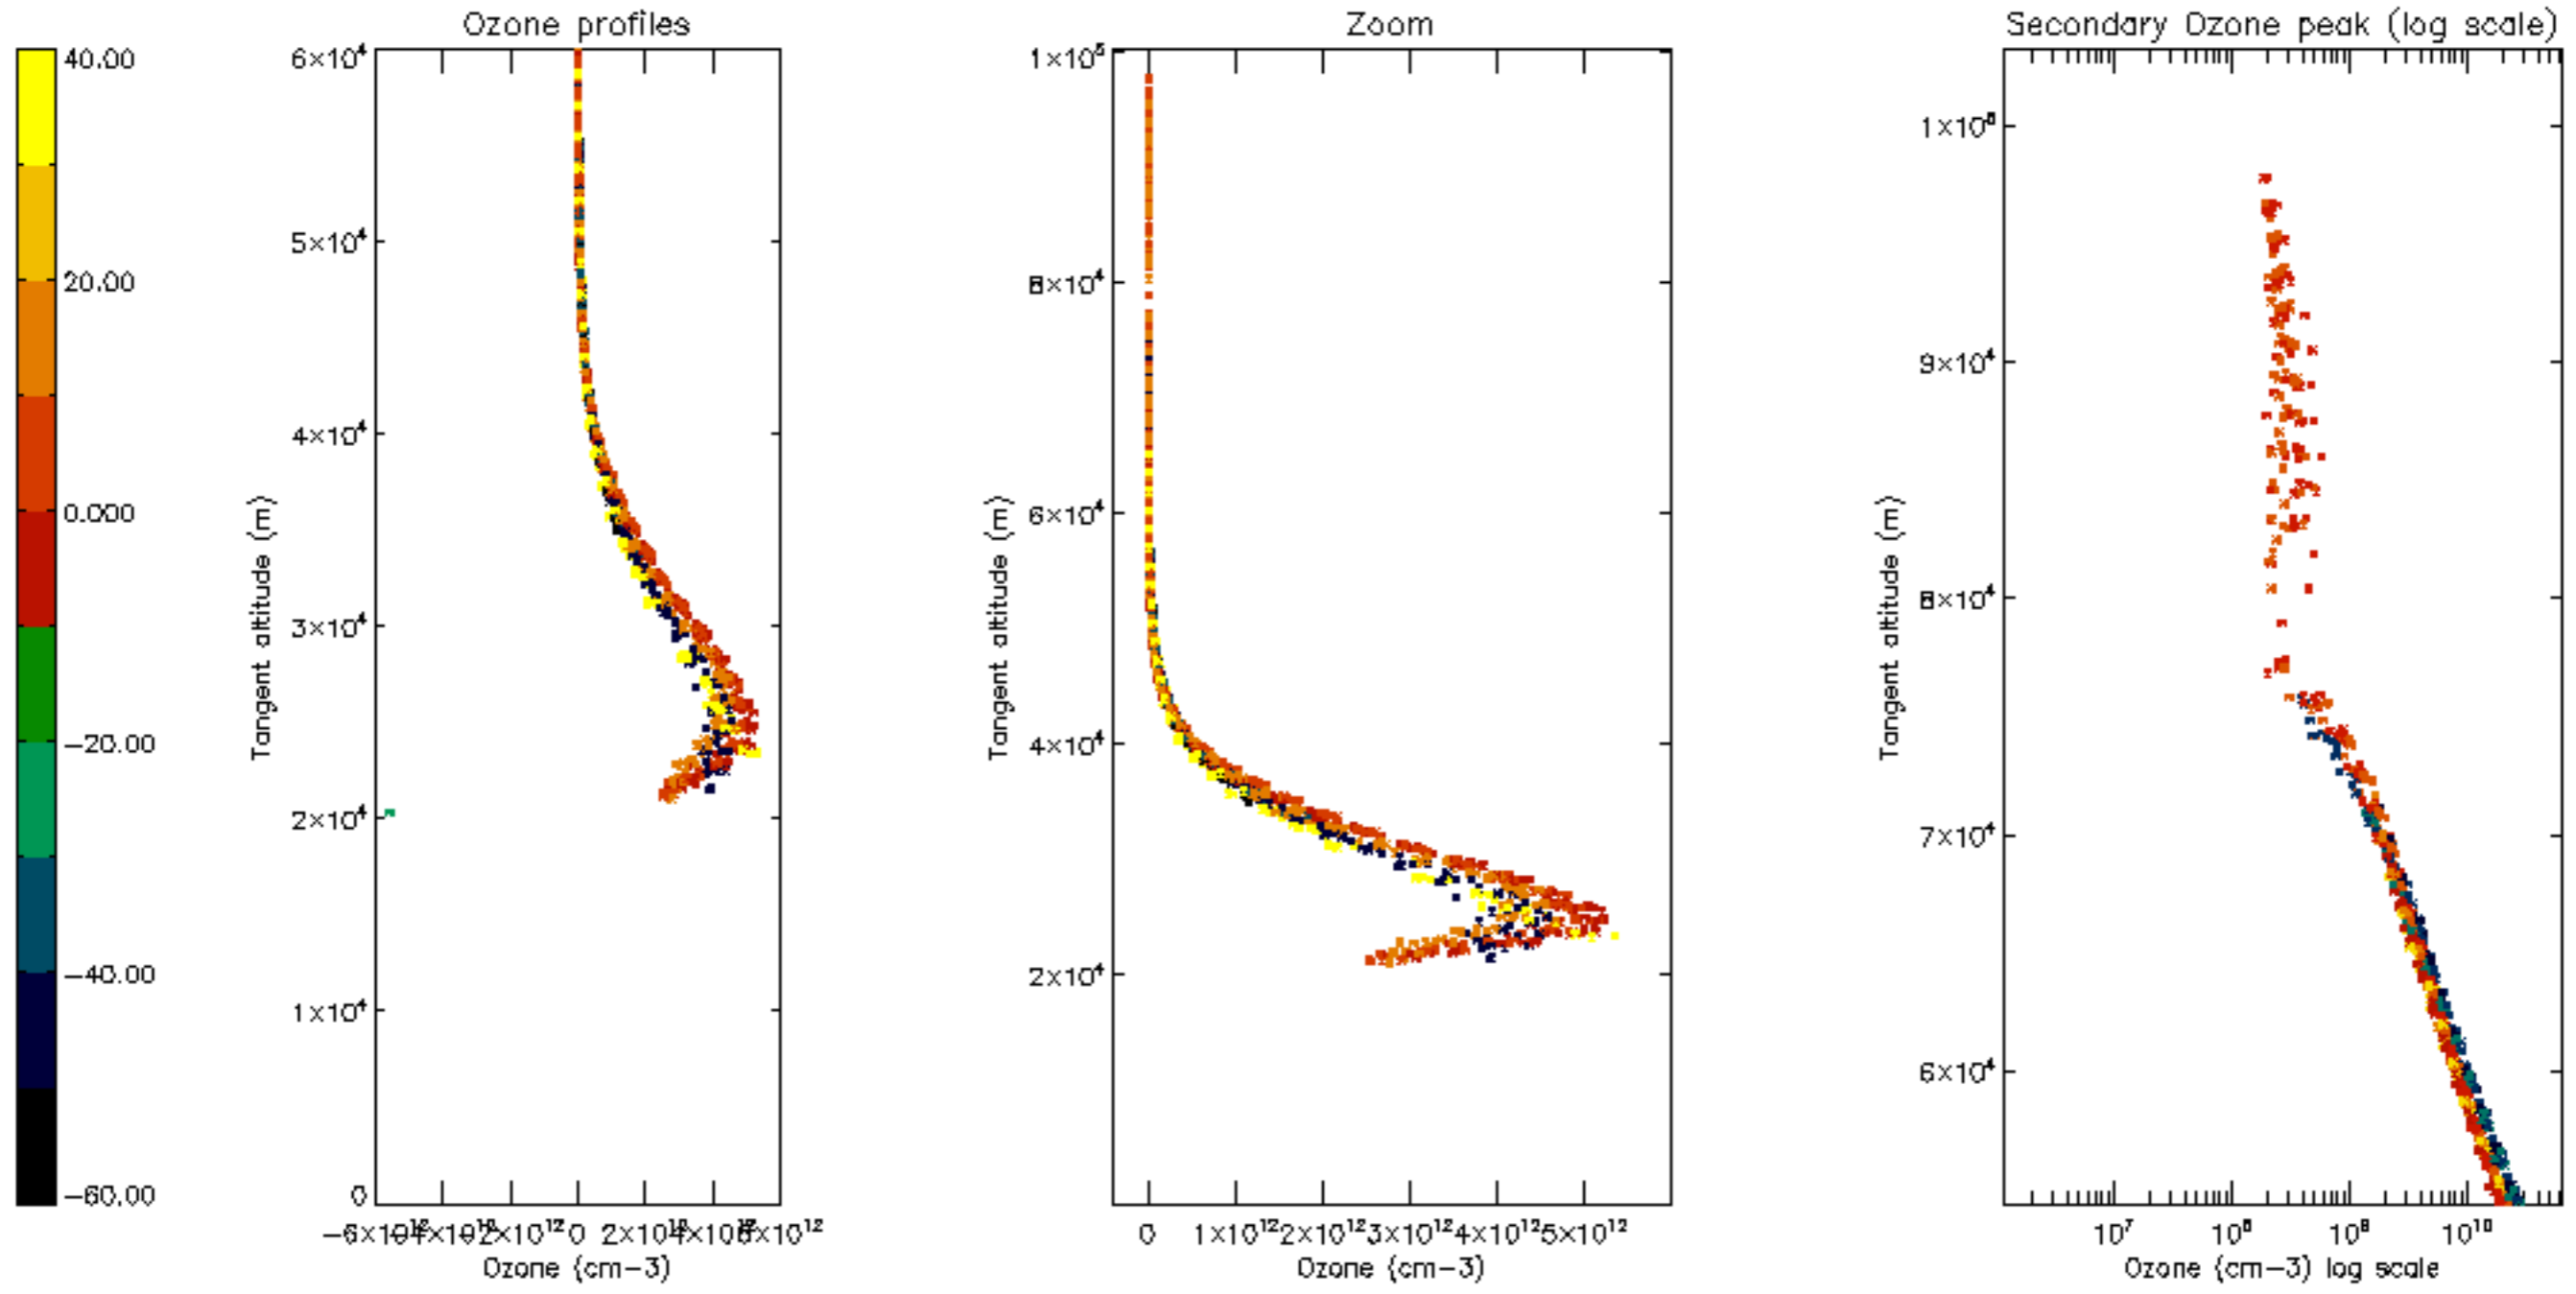 Ozone profiles
Zoom
Secondary Ozone peak (log scale)
40.00
20.00
0.000
−20.00
−40.00
−60.00
6×10⁴
5×10⁴
4×10⁴
3×10⁴
2×10⁴
1×10⁴
0
Tangent altitude (m)
0 2×10¹²
Ozone (cm−3)
1×10⁵
8×10⁴
6×10⁴
4×10⁴
2×10⁴
Tangent altitude (m)
0 1×10¹² 2×10¹² 3×10¹² 4×10¹² 5×10¹²
Ozone (cm−3)
1×10⁵
9×10⁴
8×10⁴
7×10⁴
6×10⁴
Tangent altitude (m)
10⁷ 10⁸ 10⁹ 10¹⁰
Ozone (cm−3) log scale